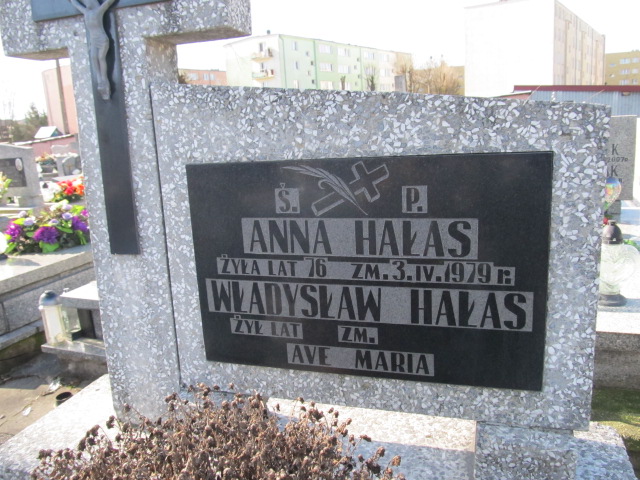 Ś. P.
ANNA HAŁAS
ŻYŁA LAT 76 ZM. 3.IV.1979 r.
WŁADYSŁAW HAŁAS
ŻYŁ LAT ZM.
AVE MARIA